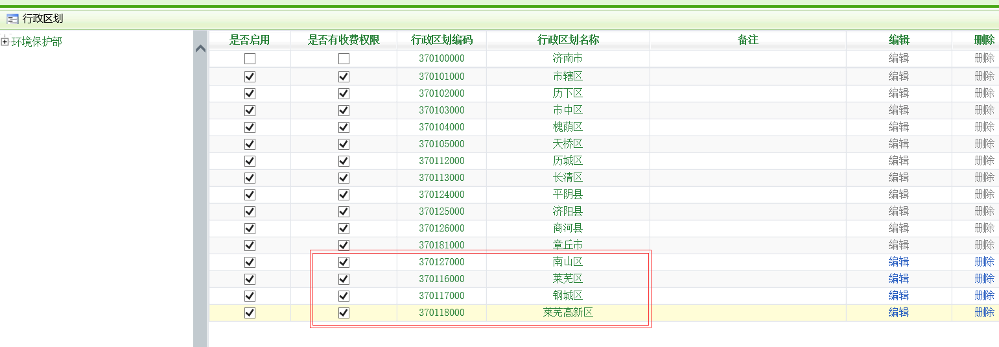 行政区划
环境保护部
是否启用 是否有收费权限 行政区划编码 行政区划名称 备注 编辑 删除
370100000 济南市 编辑 删除
370101000 市辖区 编辑 删除
370102000 历下区 编辑 删除
370103000 市中区 编辑 删除
370104000 槐荫区 编辑 删除
370105000 天桥区 编辑 删除
370112000 历城区 编辑 删除
370113000 长清区 编辑 删除
370124000 平阴县 编辑 删除
370125000 济阳县 编辑 删除
370126000 商河县 编辑 删除
370181000 章丘市 编辑 删除
370127000 南山区 编辑 删除
370116000 莱芜区 编辑 删除
370117000 钢城区 编辑 删除
370118000 莱芜高新区 编辑 删除